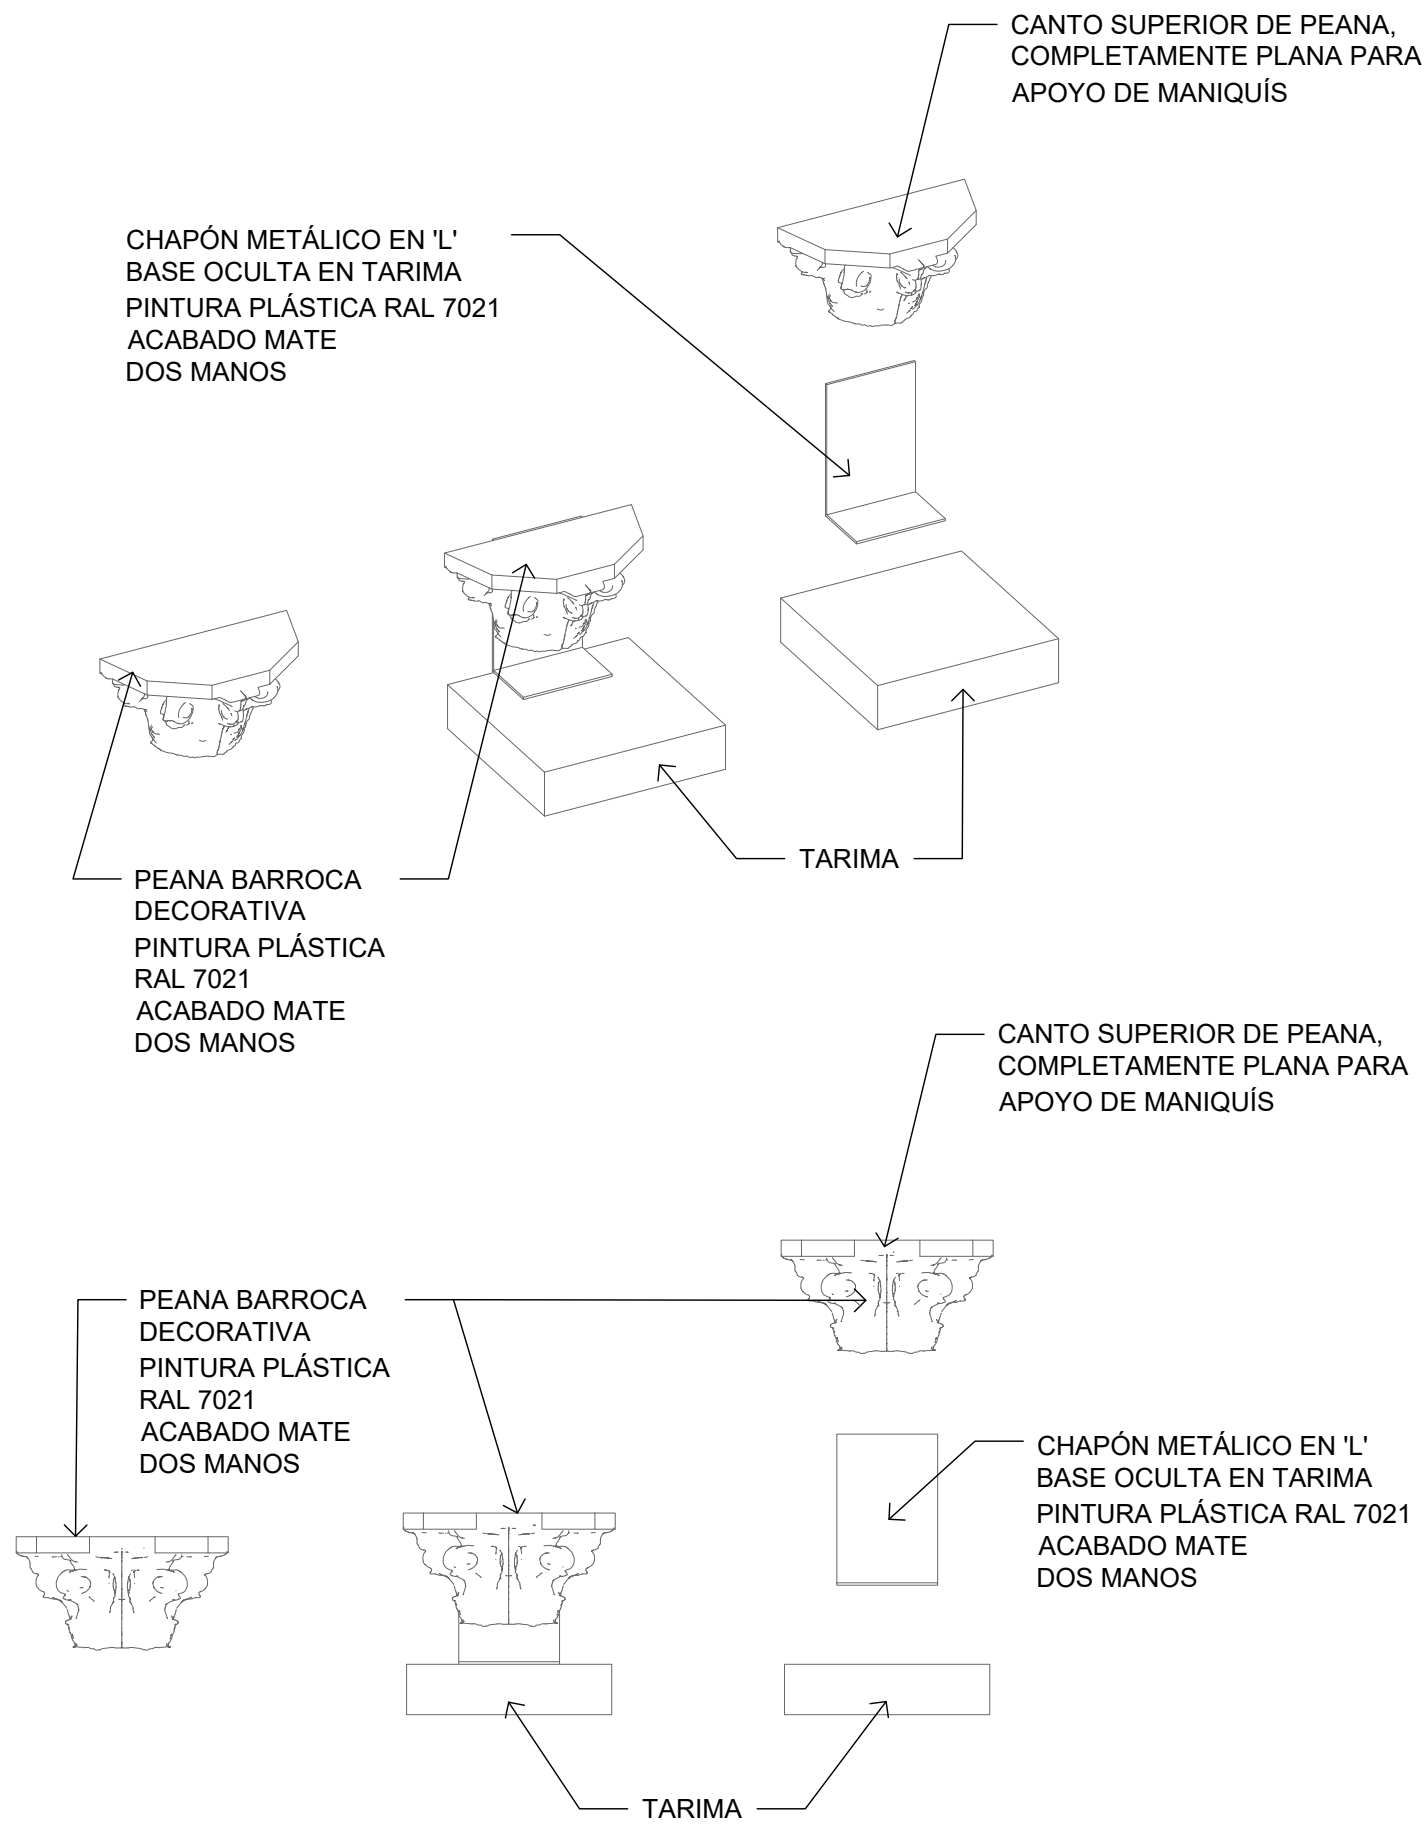 CANTO SUPERIOR DE PEANA,
COMPLETAMENTE PLANA PARA
APOYO DE MANIQUÍS
CHAPÓN METÁLICO EN 'L'
BASE OCULTA EN TARIMA
PINTURA PLÁSTICA RAL 7021
ACABADO MATE
DOS MANOS
TARIMA
PEANA BARROCA
DECORATIVA
PINTURA PLÁSTICA
RAL 7021
ACABADO MATE
DOS MANOS
CANTO SUPERIOR DE PEANA,
COMPLETAMENTE PLANA PARA
APOYO DE MANIQUÍS
PEANA BARROCA
DECORATIVA
PINTURA PLÁSTICA
RAL 7021
ACABADO MATE
DOS MANOS
CHAPÓN METÁLICO EN 'L'
BASE OCULTA EN TARIMA
PINTURA PLÁSTICA RAL 7021
ACABADO MATE
DOS MANOS
TARIMA